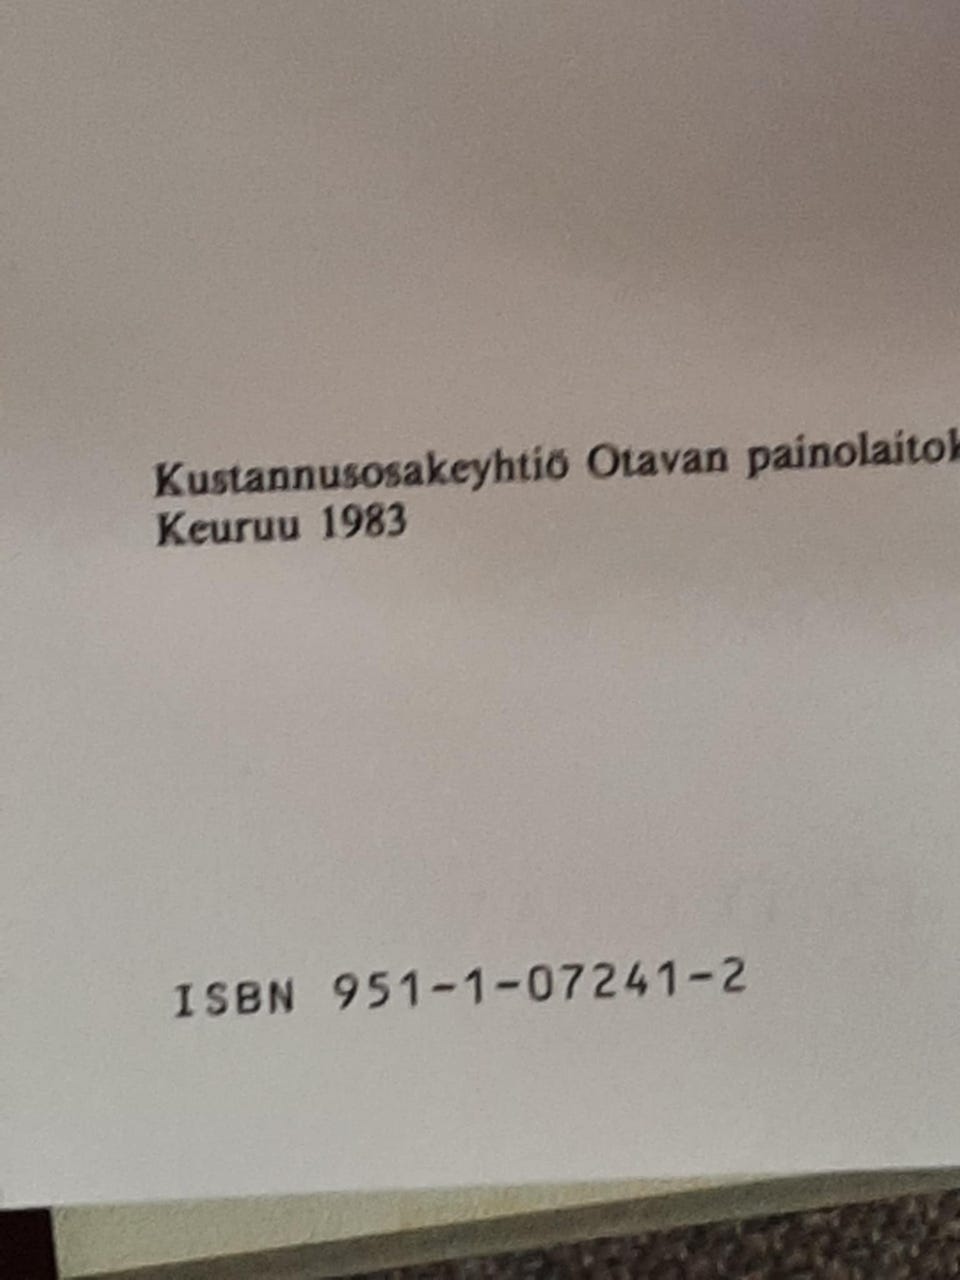 Kustannusosakeyhtiö Otavan painolaitok
Keuruu 1983
ISBN 951-1-07241-2